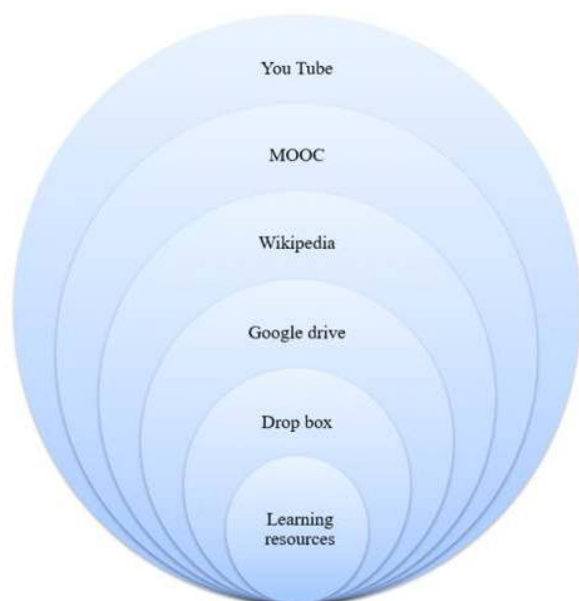 You Tube
MOOC
Wikipedia
Google drive
Drop box
Learning
resources